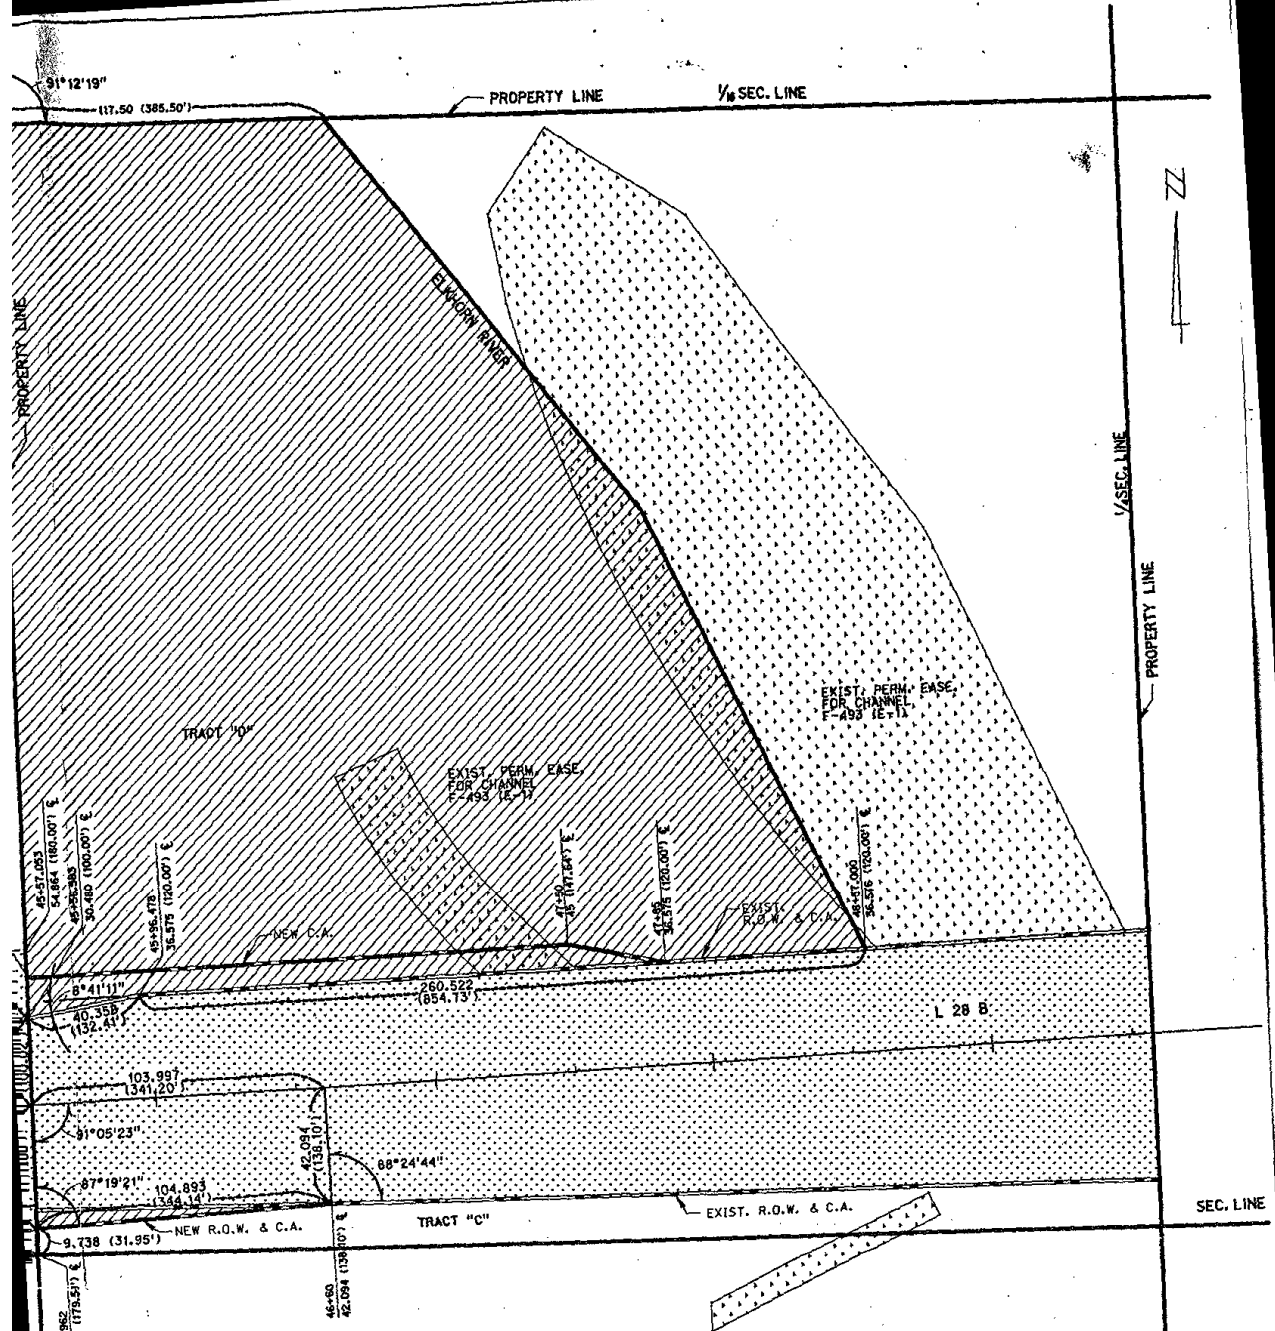 91°12'19"
117.50 (385.50')
PROPERTY LINE
1/16 SEC. LINE
N
ELKHORN RIVER
PROPERTY LINE
1/4 SEC. LINE
PROPERTY LINE
EXIST. PERM. EASE.
FOR CHANNEL
F-493 (E-1)
TRACT "D"
EXIST. PERM. EASE.
FOR CHANNEL
F-493 (E-1)
45+57.053
54.864 (180.00') ℄
30.480 (100.00') ℄
45+96.478
36.575 (120.00') ℄
47+50
45 (147.64') ℄
47+85
36.575 (120.00') ℄
48+57.000
36.576 (120.00') ℄
NEW C.A.
EXIST.
R.O.W. & C.A.
8°41'11"
40.358
(132.41')
260.522
(854.73')
L 28 B
103.997
(341.20')
91°05'23"
42.094
(138.10')
88°24'44"
87°19'21"
104.893
(344.14')
NEW R.O.W. & C.A.
TRACT "C"
EXIST. R.O.W. & C.A.
SEC. LINE
9.738 (31.95')
962
(179.51') ℄
46+60
42.094 (138.10') ℄